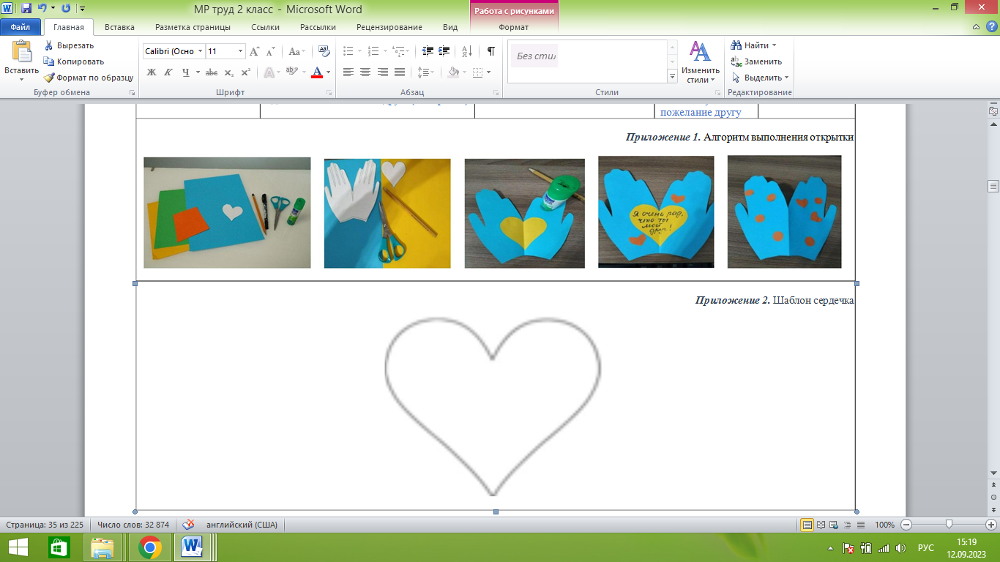 МР труд 2 класс - Microsoft Word
Работа с рисунками
Файл Главная Вставка Разметка страницы Ссылки Рассылки Рецензирование Вид Формат
Вставить
Вырезать
Копировать
Формат по образцу
Буфер обмена
Calibri (Осно 11
Ж К Ч abc x₂ x²
Шрифт
Абзац
Без стил
Изменить стили
Стили
Найти
Заменить
Выделить
Редактирование
пожелание другу
Приложение 1. Алгоритм выполнения открытки
Я очень рад,
что ты
мой
друг!
Приложение 2. Шаблон сердечка
Страница: 35 из 225 Число слов: 32 874 английский (США) 100%
РУС
15:19
12.09.2023